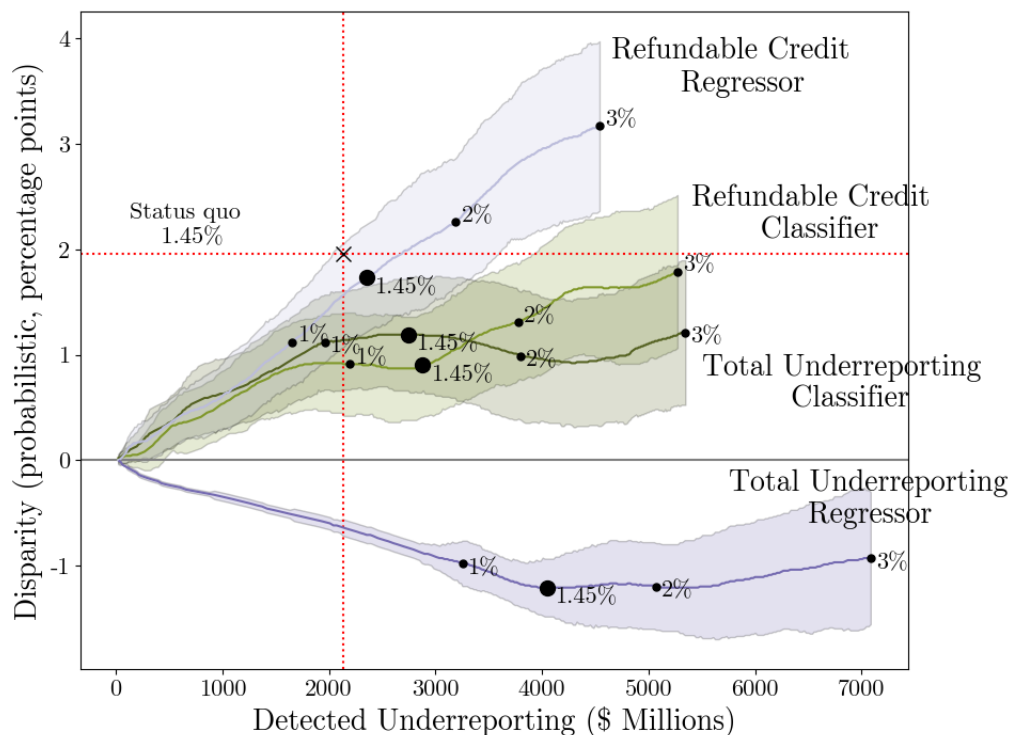 Disparity (probabilistic, percentage points)
4
3
2
1
0
-1
Refundable Credit
Regressor
3%
2%
1.45%
Status quo
1.45%
Refundable Credit
Classifier
3%
2%
1.45%
1%
1%
1%
1.45%
2%
3%
Total Underreporting
Classifier
Total Underreporting
Regressor
1%
1.45%
2%
3%
0
1000
2000
3000
4000
5000
6000
7000
Detected Underreporting ($ Millions)